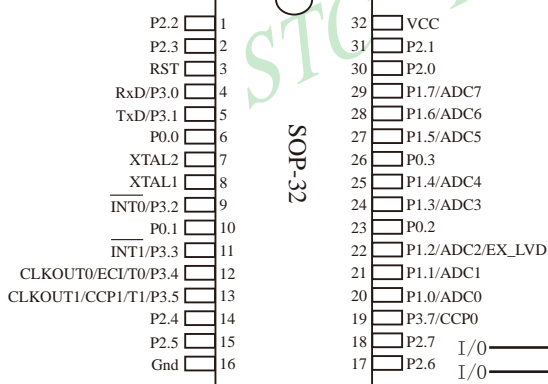 P2.2 1 32 VCC
P2.3 2 31 P2.1
RST 3 30 P2.0
RxD/P3.0 4 29 P1.7/ADC7
TxD/P3.1 5 28 P1.6/ADC6
P0.0 6 27 P1.5/ADC5
XTAL2 7 26 P0.3
XTAL1 8 25 P1.4/ADC4
INT0/P3.2 9 24 P1.3/ADC3
P0.1 10 23 P0.2
INT1/P3.3 11 22 P1.2/ADC2/EX_LVD
CLKOUT0/ECI/T0/P3.4 12 21 P1.1/ADC1
CLKOUT1/CCP1/T1/P3.5 13 20 P1.0/ADC0
P2.4 14 19 P3.7/CCP0
P2.5 15 18 P2.7 I/0
Gnd 16 17 P2.6 I/0
SOP-32